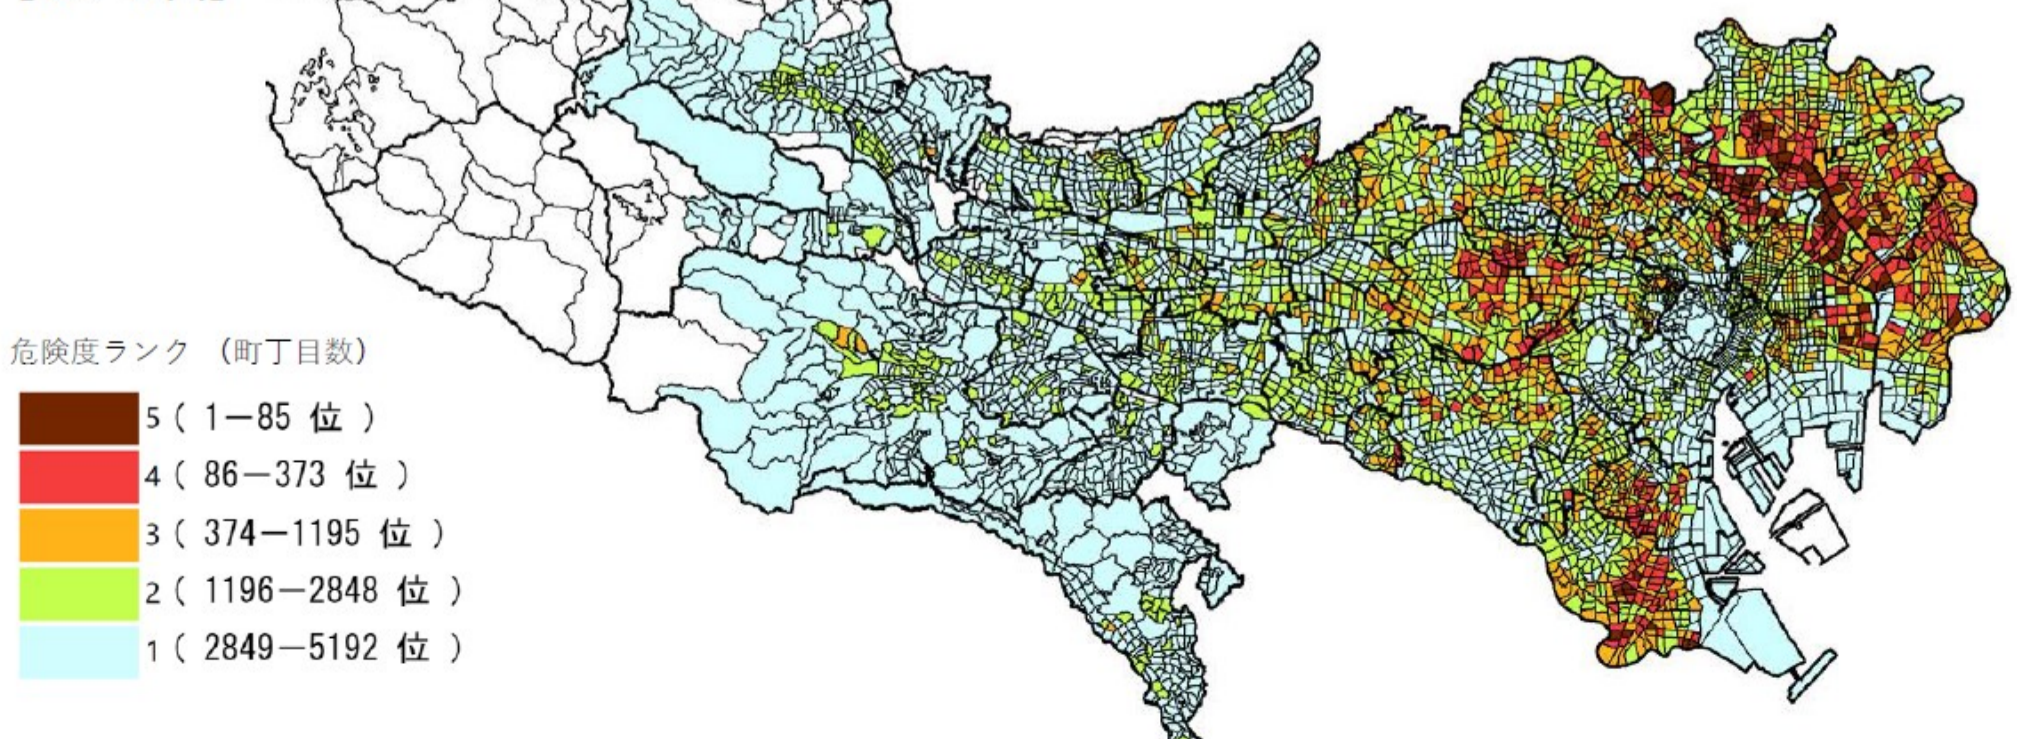 危険度ランク （町丁目数）
5（ 1－85 位 ）
4（ 86－373 位 ）
3（ 374－1195 位 ）
2（ 1196－2848 位 ）
1（ 2849－5192 位 ）